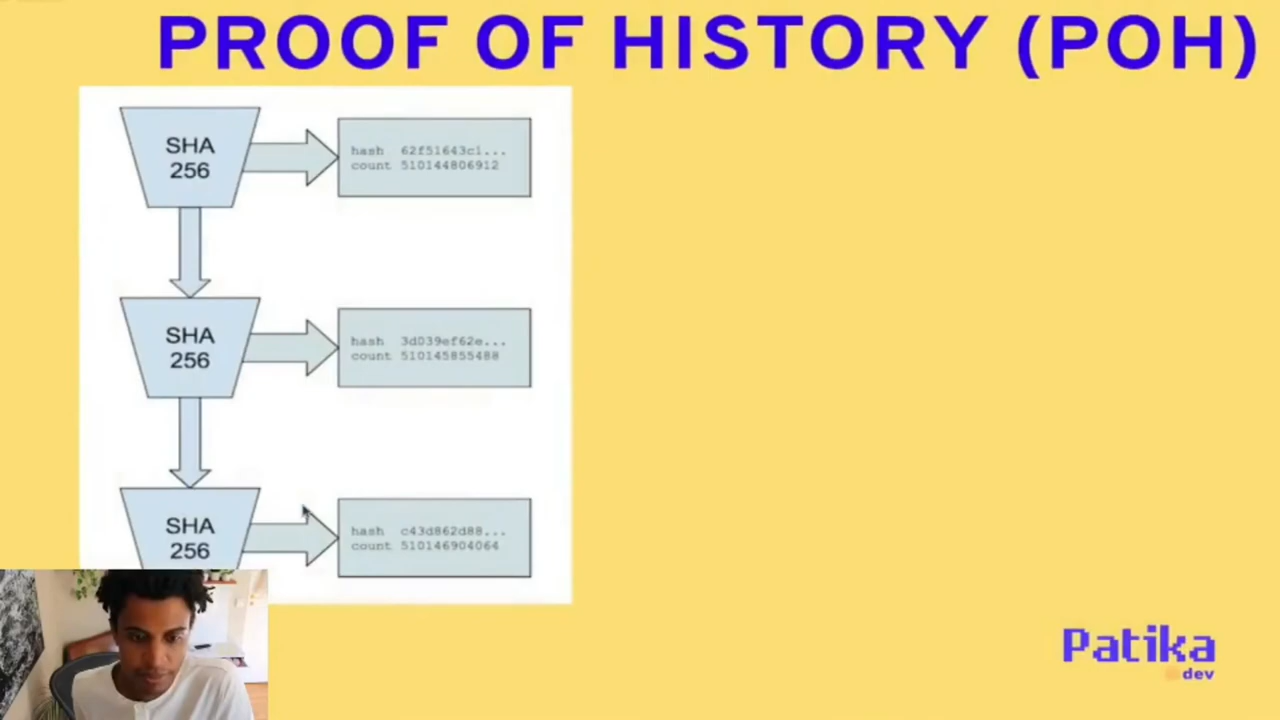 PROOF OF HISTORY (POH)
SHA
256
hash 62f51643c1...
count 510144806912
SHA
256
hash 3d039ef62e...
count 510145855488
SHA
256
hash c43d862d88...
count 510146904064
Patika
dev